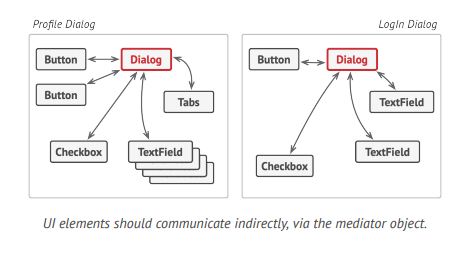 Profile Dialog
LogIn Dialog
Button
Dialog
Button
Tabs
Checkbox
TextField
Button
Dialog
TextField
TextField
Checkbox
UI elements should communicate indirectly, via the mediator object.